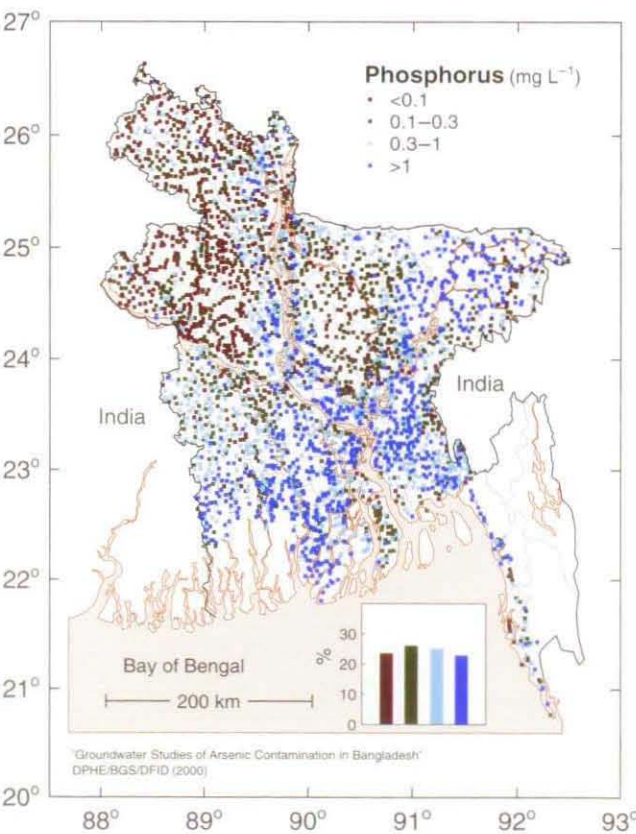 27°
26°
25°
24°
23°
22°
21°
20°
Phosphorus (mg L⁻¹)
<0.1
0.1–0.3
0.3–1
>1
India
India
Bay of Bengal
200 km
%
30
20
10
0
'Groundwater Studies of Arsenic Contamination in Bangladesh'
DPHE/BGS/DFID (2000)
88° 89° 90° 91° 92° 93°